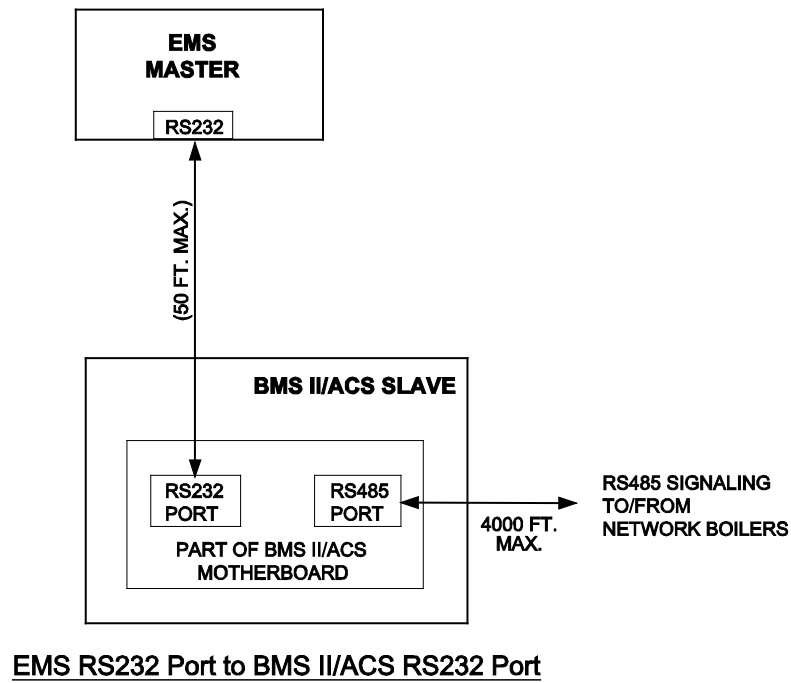 EMS
MASTER
RS232
(50 FT. MAX.)
BMS II/ACS SLAVE
RS232
PORT
RS485
PORT
PART OF BMS II/ACS
MOTHERBOARD
4000 FT.
MAX.
RS485 SIGNALING
TO/FROM
NETWORK BOILERS
EMS RS232 Port to BMS II/ACS RS232 Port